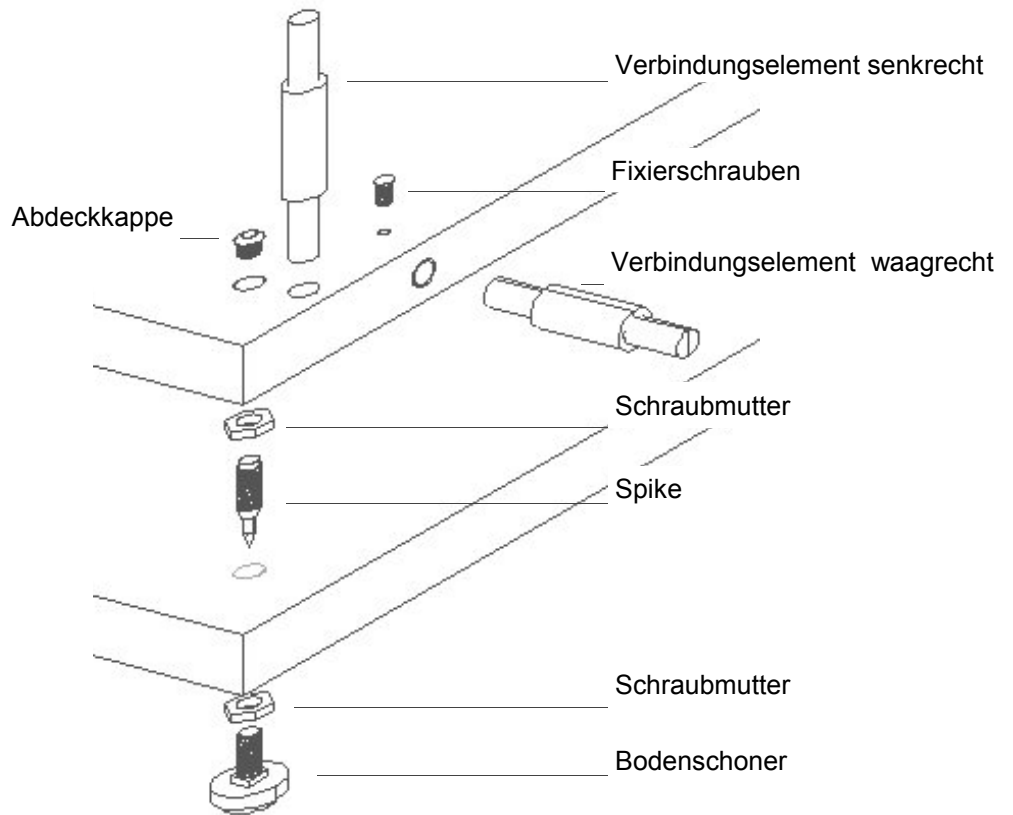 Verbindungselement senkrecht
Fixierschrauben
Abdeckkappe
Verbindungselement waagrecht
Schraubmutter
Spike
Schraubmutter
Bodenschoner